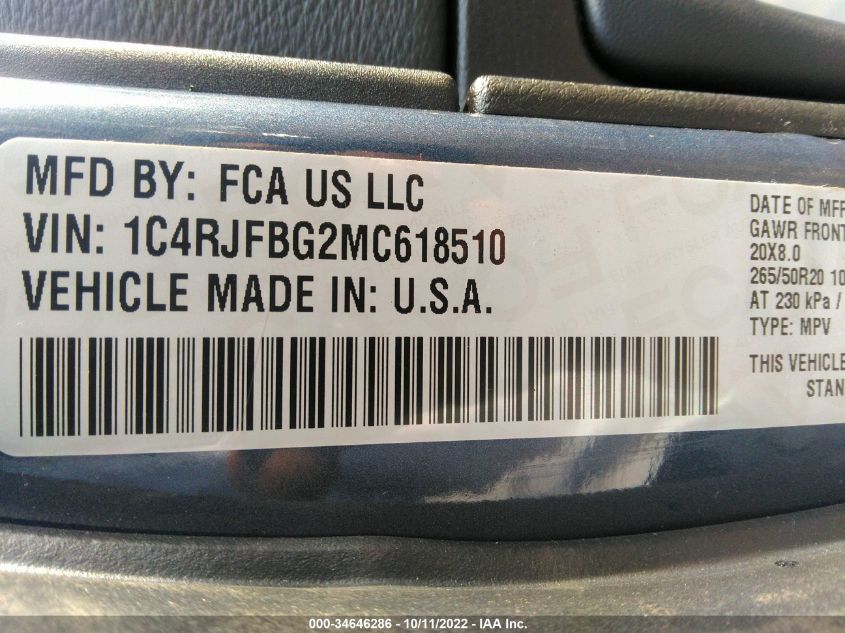 MFD BY: FCA US LLC
VIN: 1C4RJFBG2MC618510
VEHICLE MADE IN: U.S.A.
DATE OF MFR
GAWR FRONT
20X8.0
265/50R20 10
AT 230 kPa /
TYPE: MPV
THIS VEHICLE
STAN
000-34646286 - 10/11/2022 - IAA Inc.